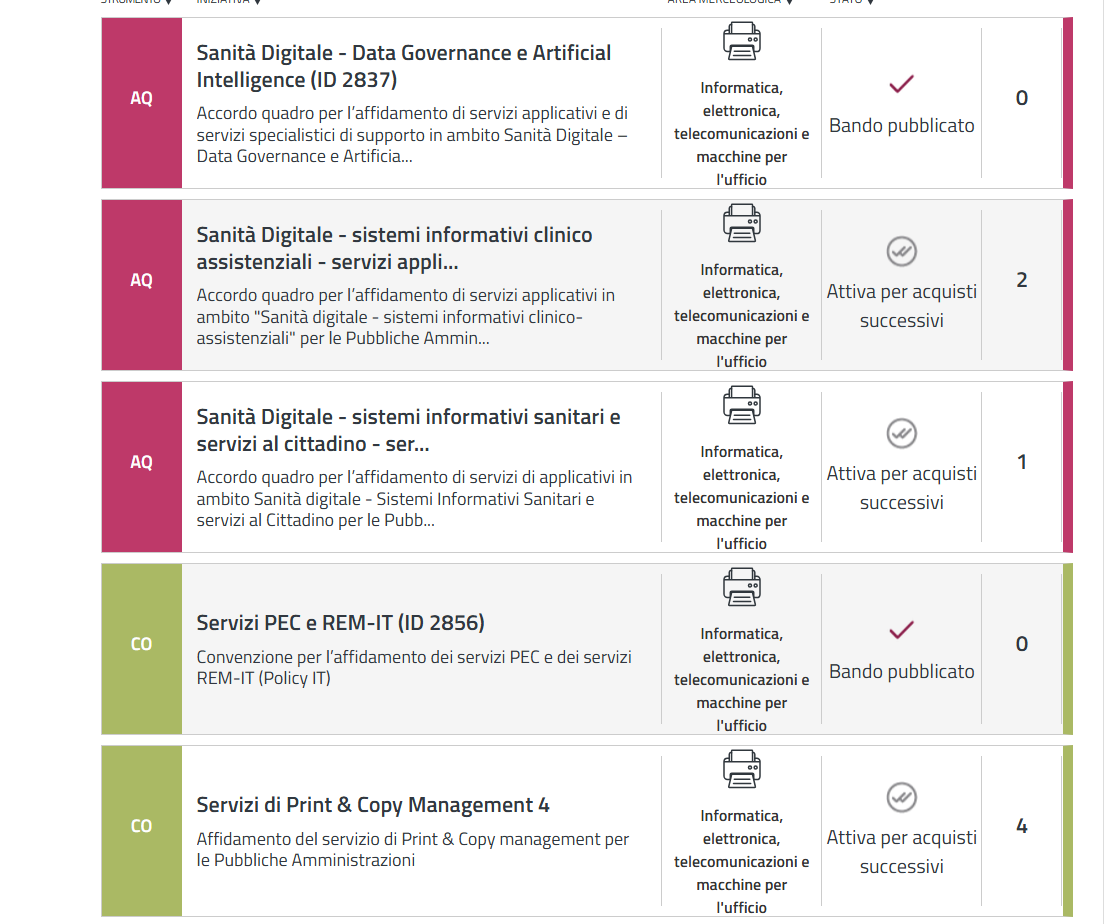 STRUMENTO ▼ INIZIATIVA ▼ AREA MERCEOLOGICA ▼ STATO ▼
AQ
Sanità Digitale - Data Governance e Artificial
Intelligence (ID 2837)
Accordo quadro per l’affidamento di servizi applicativi e di
servizi specialistici di supporto in ambito Sanità Digitale –
Data Governance e Artificia...
Informatica,
elettronica,
telecomunicazioni e
macchine per
l'ufficio
Bando pubblicato
0
AQ
Sanità Digitale - sistemi informativi clinico
assistenziali - servizi appli...
Accordo quadro per l’affidamento di servizi applicativi in
ambito "Sanità digitale - sistemi informativi clinico-
assistenziali" per le Pubbliche Ammin...
Informatica,
elettronica,
telecomunicazioni e
macchine per
l'ufficio
Attiva per acquisti
successivi
2
AQ
Sanità Digitale - sistemi informativi sanitari e
servizi al cittadino - ser...
Accordo quadro per l’affidamento di servizi di applicativi in
ambito Sanità digitale - Sistemi Informativi Sanitari e
servizi al Cittadino per le Pubb...
Informatica,
elettronica,
telecomunicazioni e
macchine per
l'ufficio
Attiva per acquisti
successivi
1
CO
Servizi PEC e REM-IT (ID 2856)
Convenzione per l’affidamento dei servizi PEC e dei servizi
REM-IT (Policy IT)
Informatica,
elettronica,
telecomunicazioni e
macchine per
l'ufficio
Bando pubblicato
0
CO
Servizi di Print & Copy Management 4
Affidamento del servizio di Print & Copy management per
le Pubbliche Amministrazioni
Informatica,
elettronica,
telecomunicazioni e
macchine per
l'ufficio
Attiva per acquisti
successivi
4